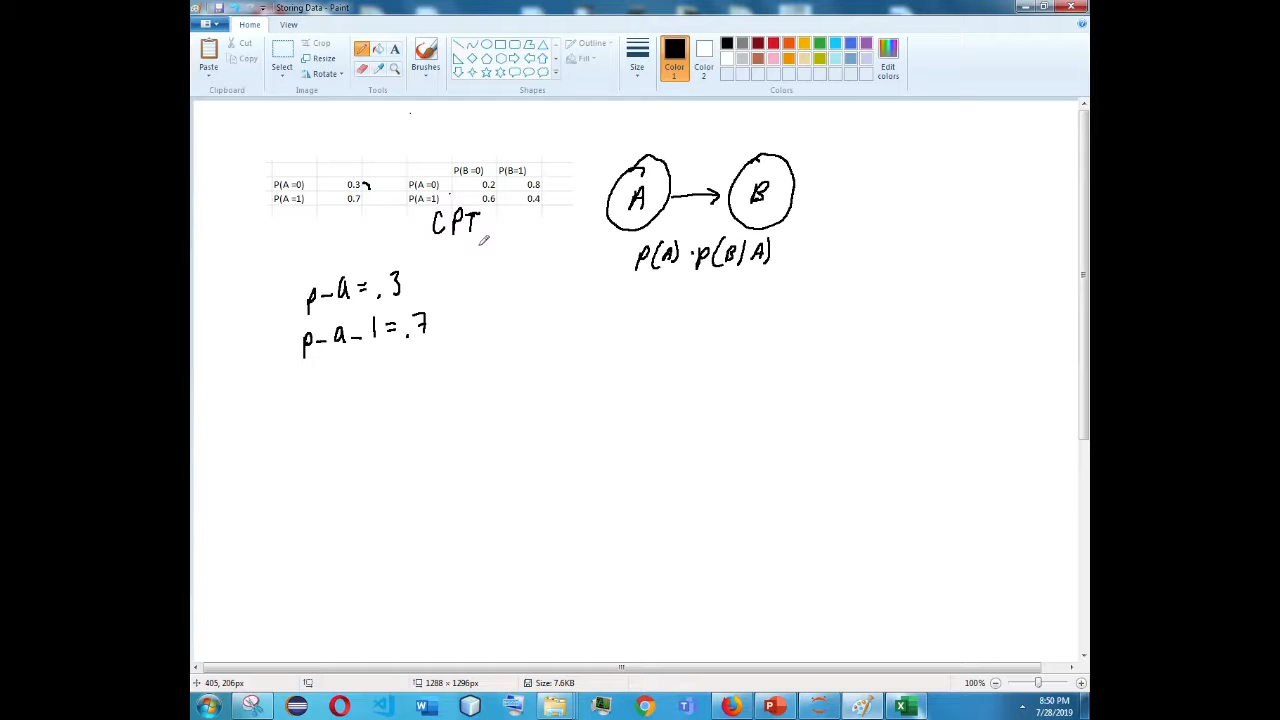 Storing Data - Paint
Home View
Paste
Cut
Copy
Clipboard
Select
Crop
Resize
Rotate
Image
A
Tools
Brushes
Outline
Fill
Shapes
Size
Color 1
Color 2
Edit colors
Colors
P(B =0) P(B=1)
P(A =0) 0.3 P(A =0) 0.2 0.8
P(A =1) 0.7 P(A =1) 0.6 0.4
CPT
A → B
P(A) · P(B|A)
p-a=.3
p-a-1=.7
405, 206px
1288 × 1296px
Size: 7.6KB
100%
8:50 PM
7/28/2019